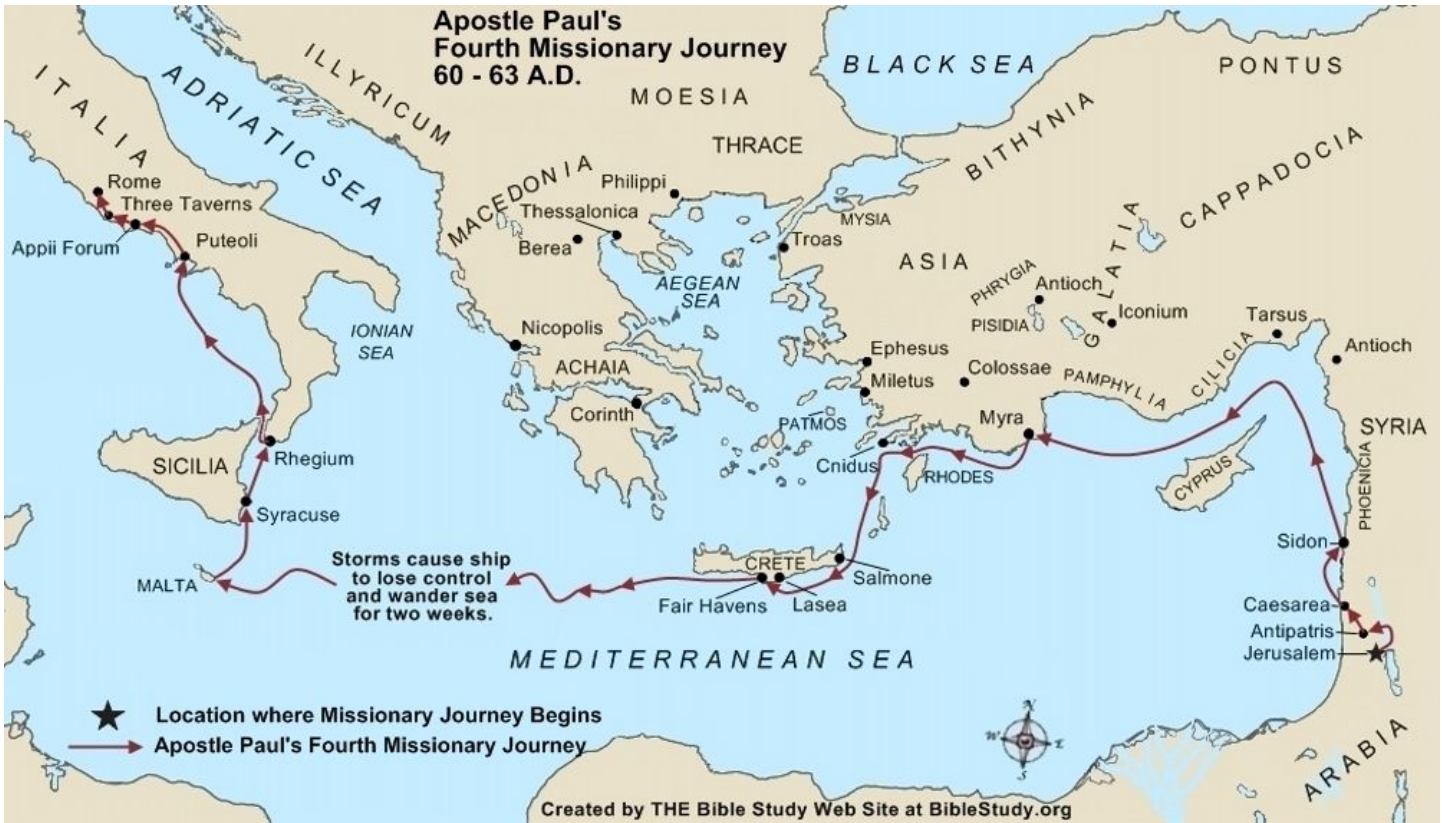 Apostle Paul's
Fourth Missionary Journey
60 - 63 A.D.
BLACK SEA
PONTUS
ITALIA
ADRIATIC SEA
ILLYRICUM
MOESIA
THRACE
BITHYNIA
CAPPADOCIA
MACEDONIA
Philippi
Thessalonica
Berea
MYSIA
Troas
ASIA
GALATIA
PHRYGIA
Antioch
PISIDIA
Iconium
Tarsus
Antioch
Rome
Three Taverns
Appii Forum
Puteoli
AEGEAN
SEA
IONIAN
SEA
Nicopolis
ACHAIA
Corinth
Ephesus
Miletus
Colossae
PAMPHYLIA
CILICIA
PATMOS
Myra
Cnidus
RHODES
SYRIA
CYPRUS
PHOENICIA
SICILIA
Rhegium
Syracuse
MALTA
Storms cause ship
to lose control
and wander sea
for two weeks.
CRETE
Salmone
Fair Havens
Lasea
Sidon
Caesarea
Antipatris
Jerusalem
MEDITERRANEAN SEA
Location where Missionary Journey Begins
Apostle Paul's Fourth Missionary Journey
N
W
E
S
ARABIA
Created by THE Bible Study Web Site at BibleStudy.org